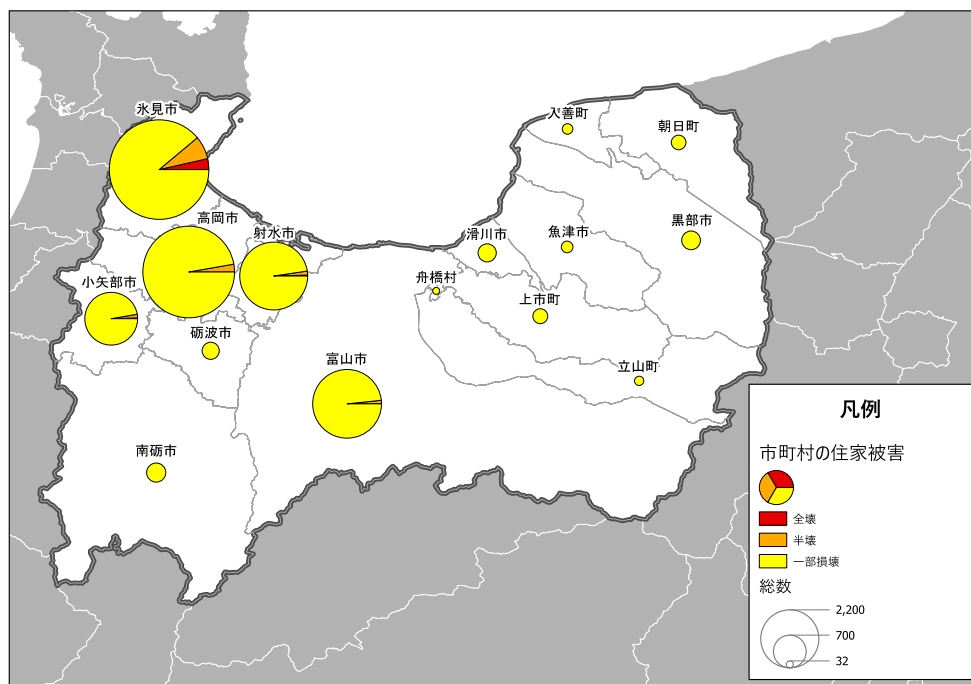 氷見市
入善町
朝日町
高岡市
射水市
滑川市
魚津市
黒部市
小矢部市
舟橋村
上市町
砺波市
富山市
立山町
南砺市
凡例
市町村の住家被害
全壊
半壊
一部損壊
総数
2,200
700
32